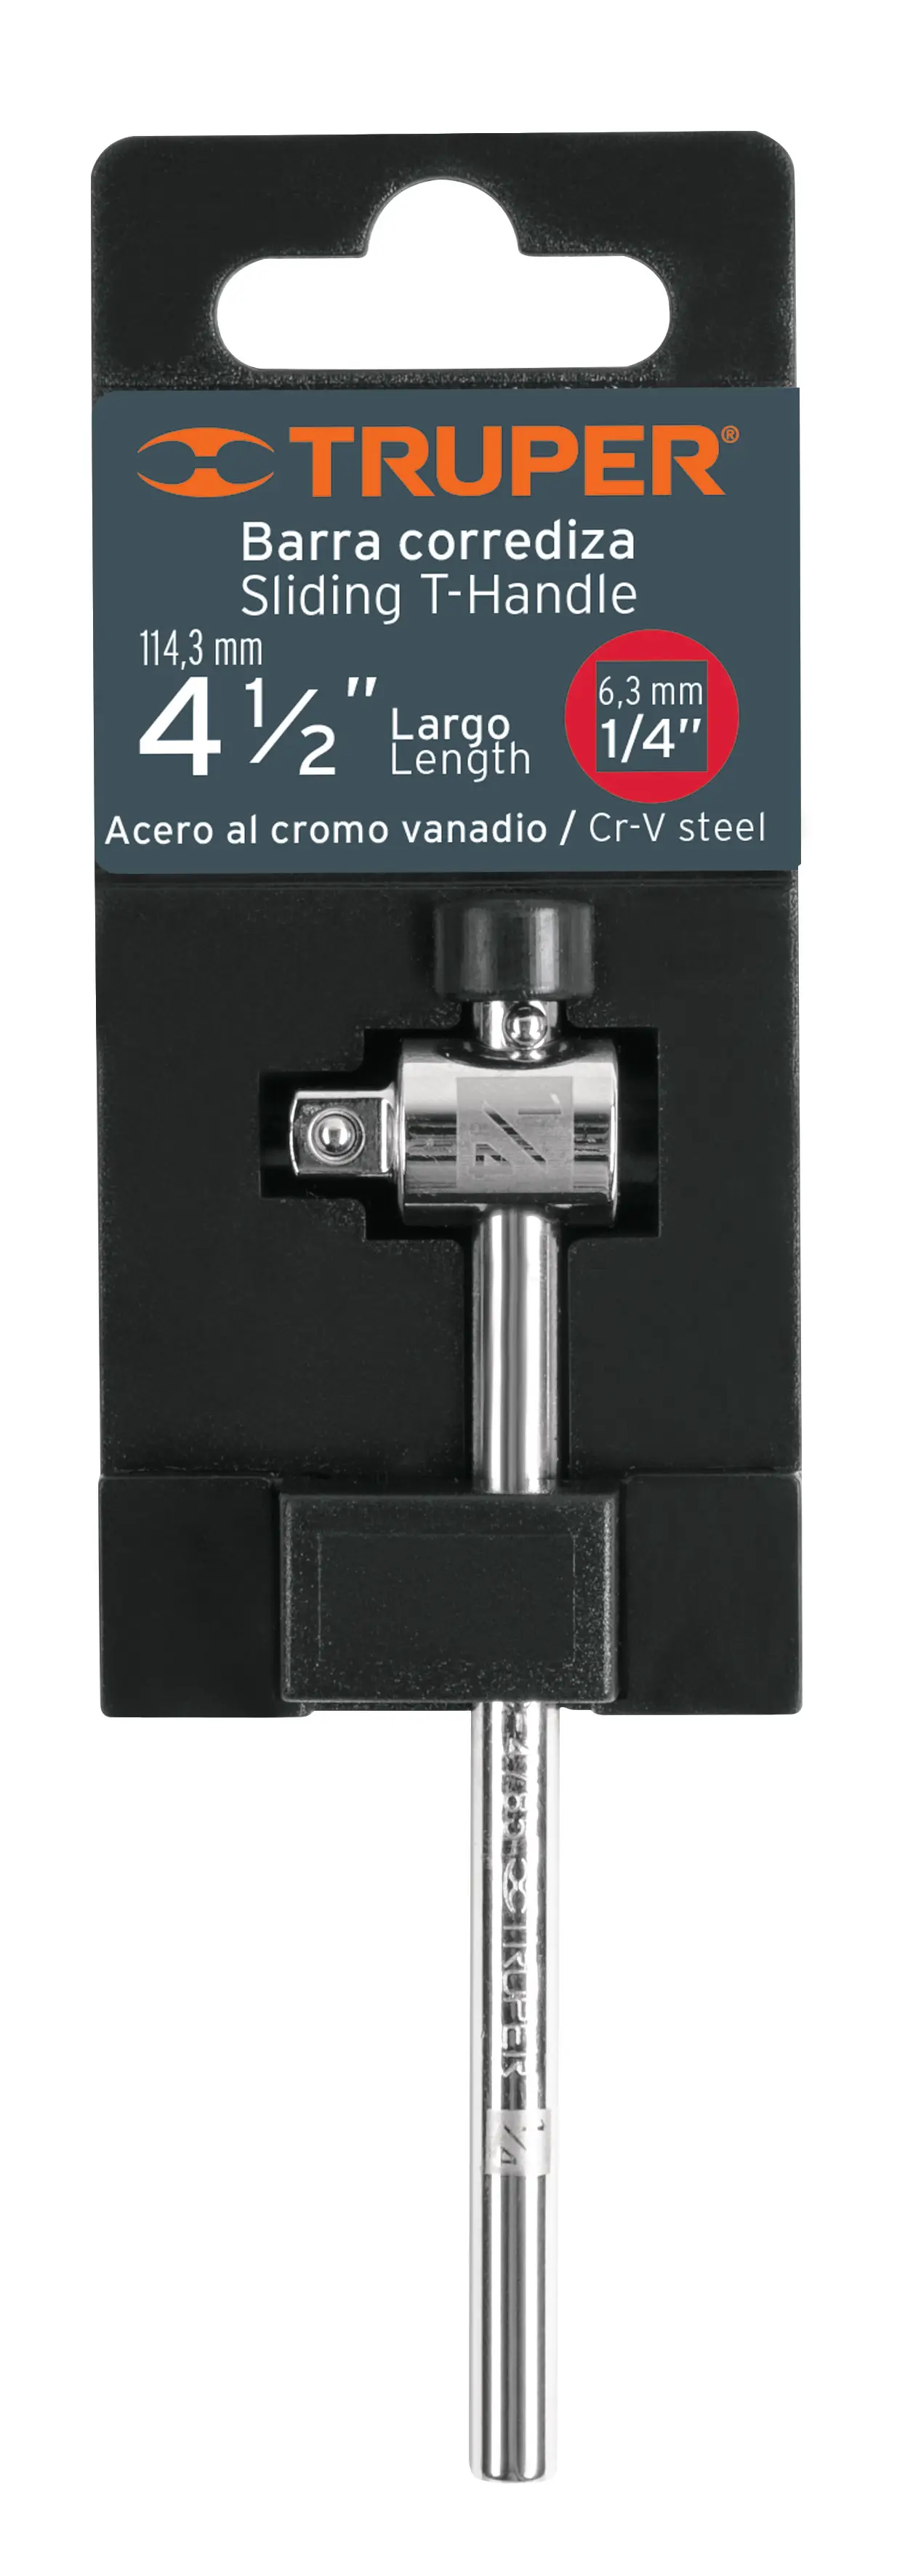 TRUPER®
Barra corrediza
Sliding T-Handle
114,3 mm
4 ½" Largo
Length
6,3 mm
1/4"
Acero al cromo vanadio / Cr-V steel
1/4
TRUPER
1/4